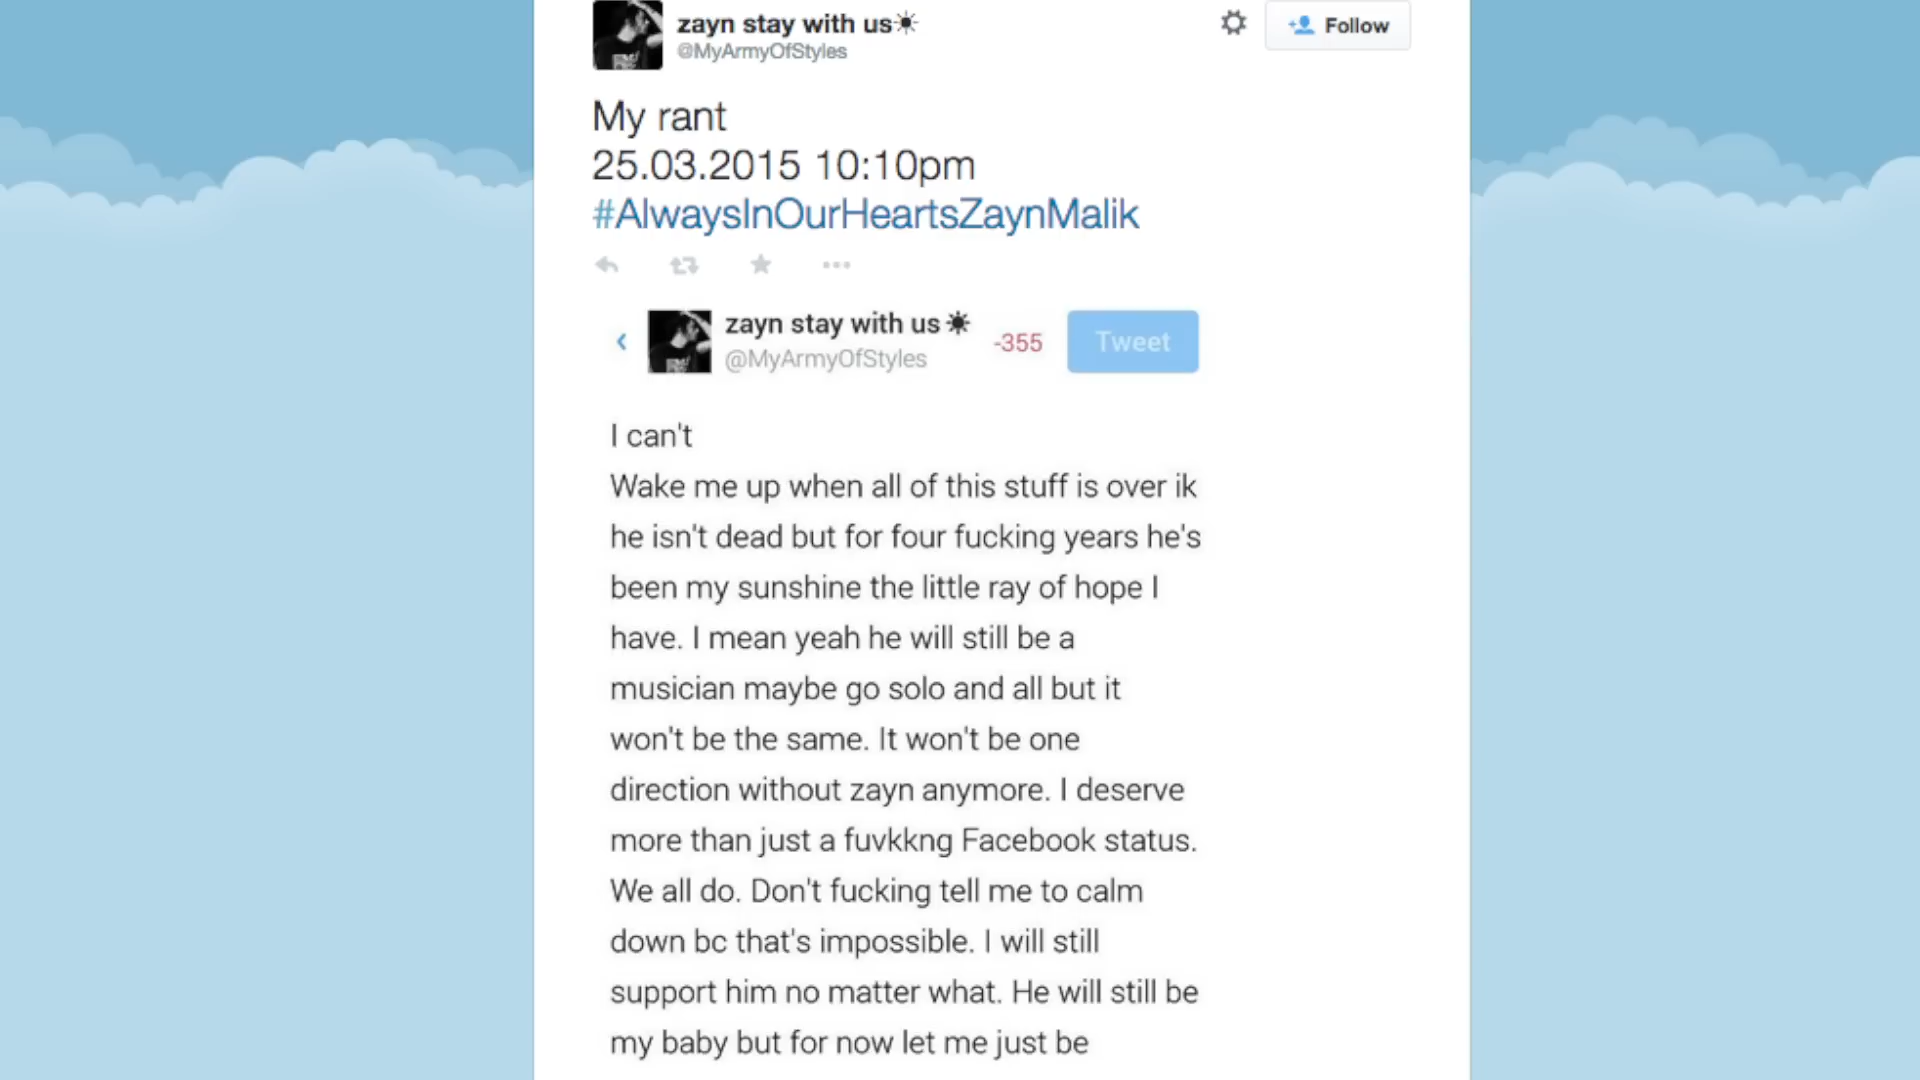 zayn stay with us☀
@MyArmyOfStyles
Follow
My rant
25.03.2015 10:10pm
#AlwaysInOurHeartsZaynMalik
zayn stay with us☀
@MyArmyOfStyles
-355
Tweet
I can't
Wake me up when all of this stuff is over ik
he isn't dead but for four fucking years he's
been my sunshine the little ray of hope I
have. I mean yeah he will still be a
musician maybe go solo and all but it
won't be the same. It won't be one
direction without zayn anymore. I deserve
more than just a fuvkkng Facebook status.
We all do. Don't fucking tell me to calm
down bc that's impossible. I will still
support him no matter what. He will still be
my baby but for now let me just be